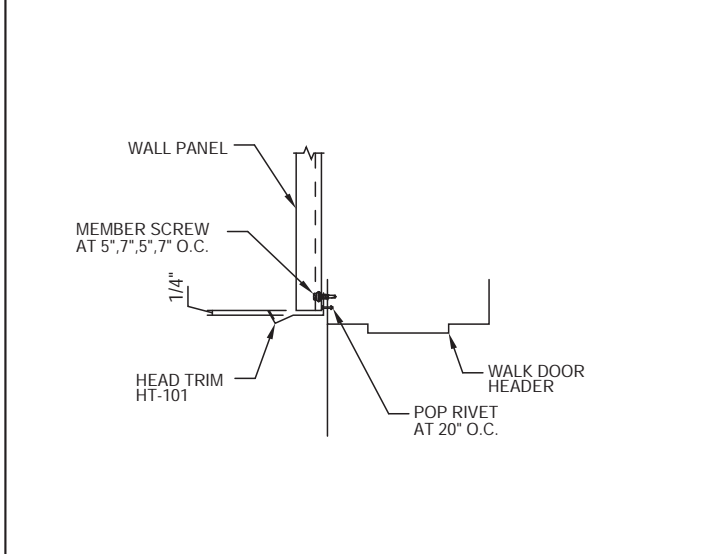 WALL PANEL
MEMBER SCREW
AT 5",7",5",7" O.C.
1/4"
HEAD TRIM
HT-101
WALK DOOR
HEADER
POP RIVET
AT 20" O.C.